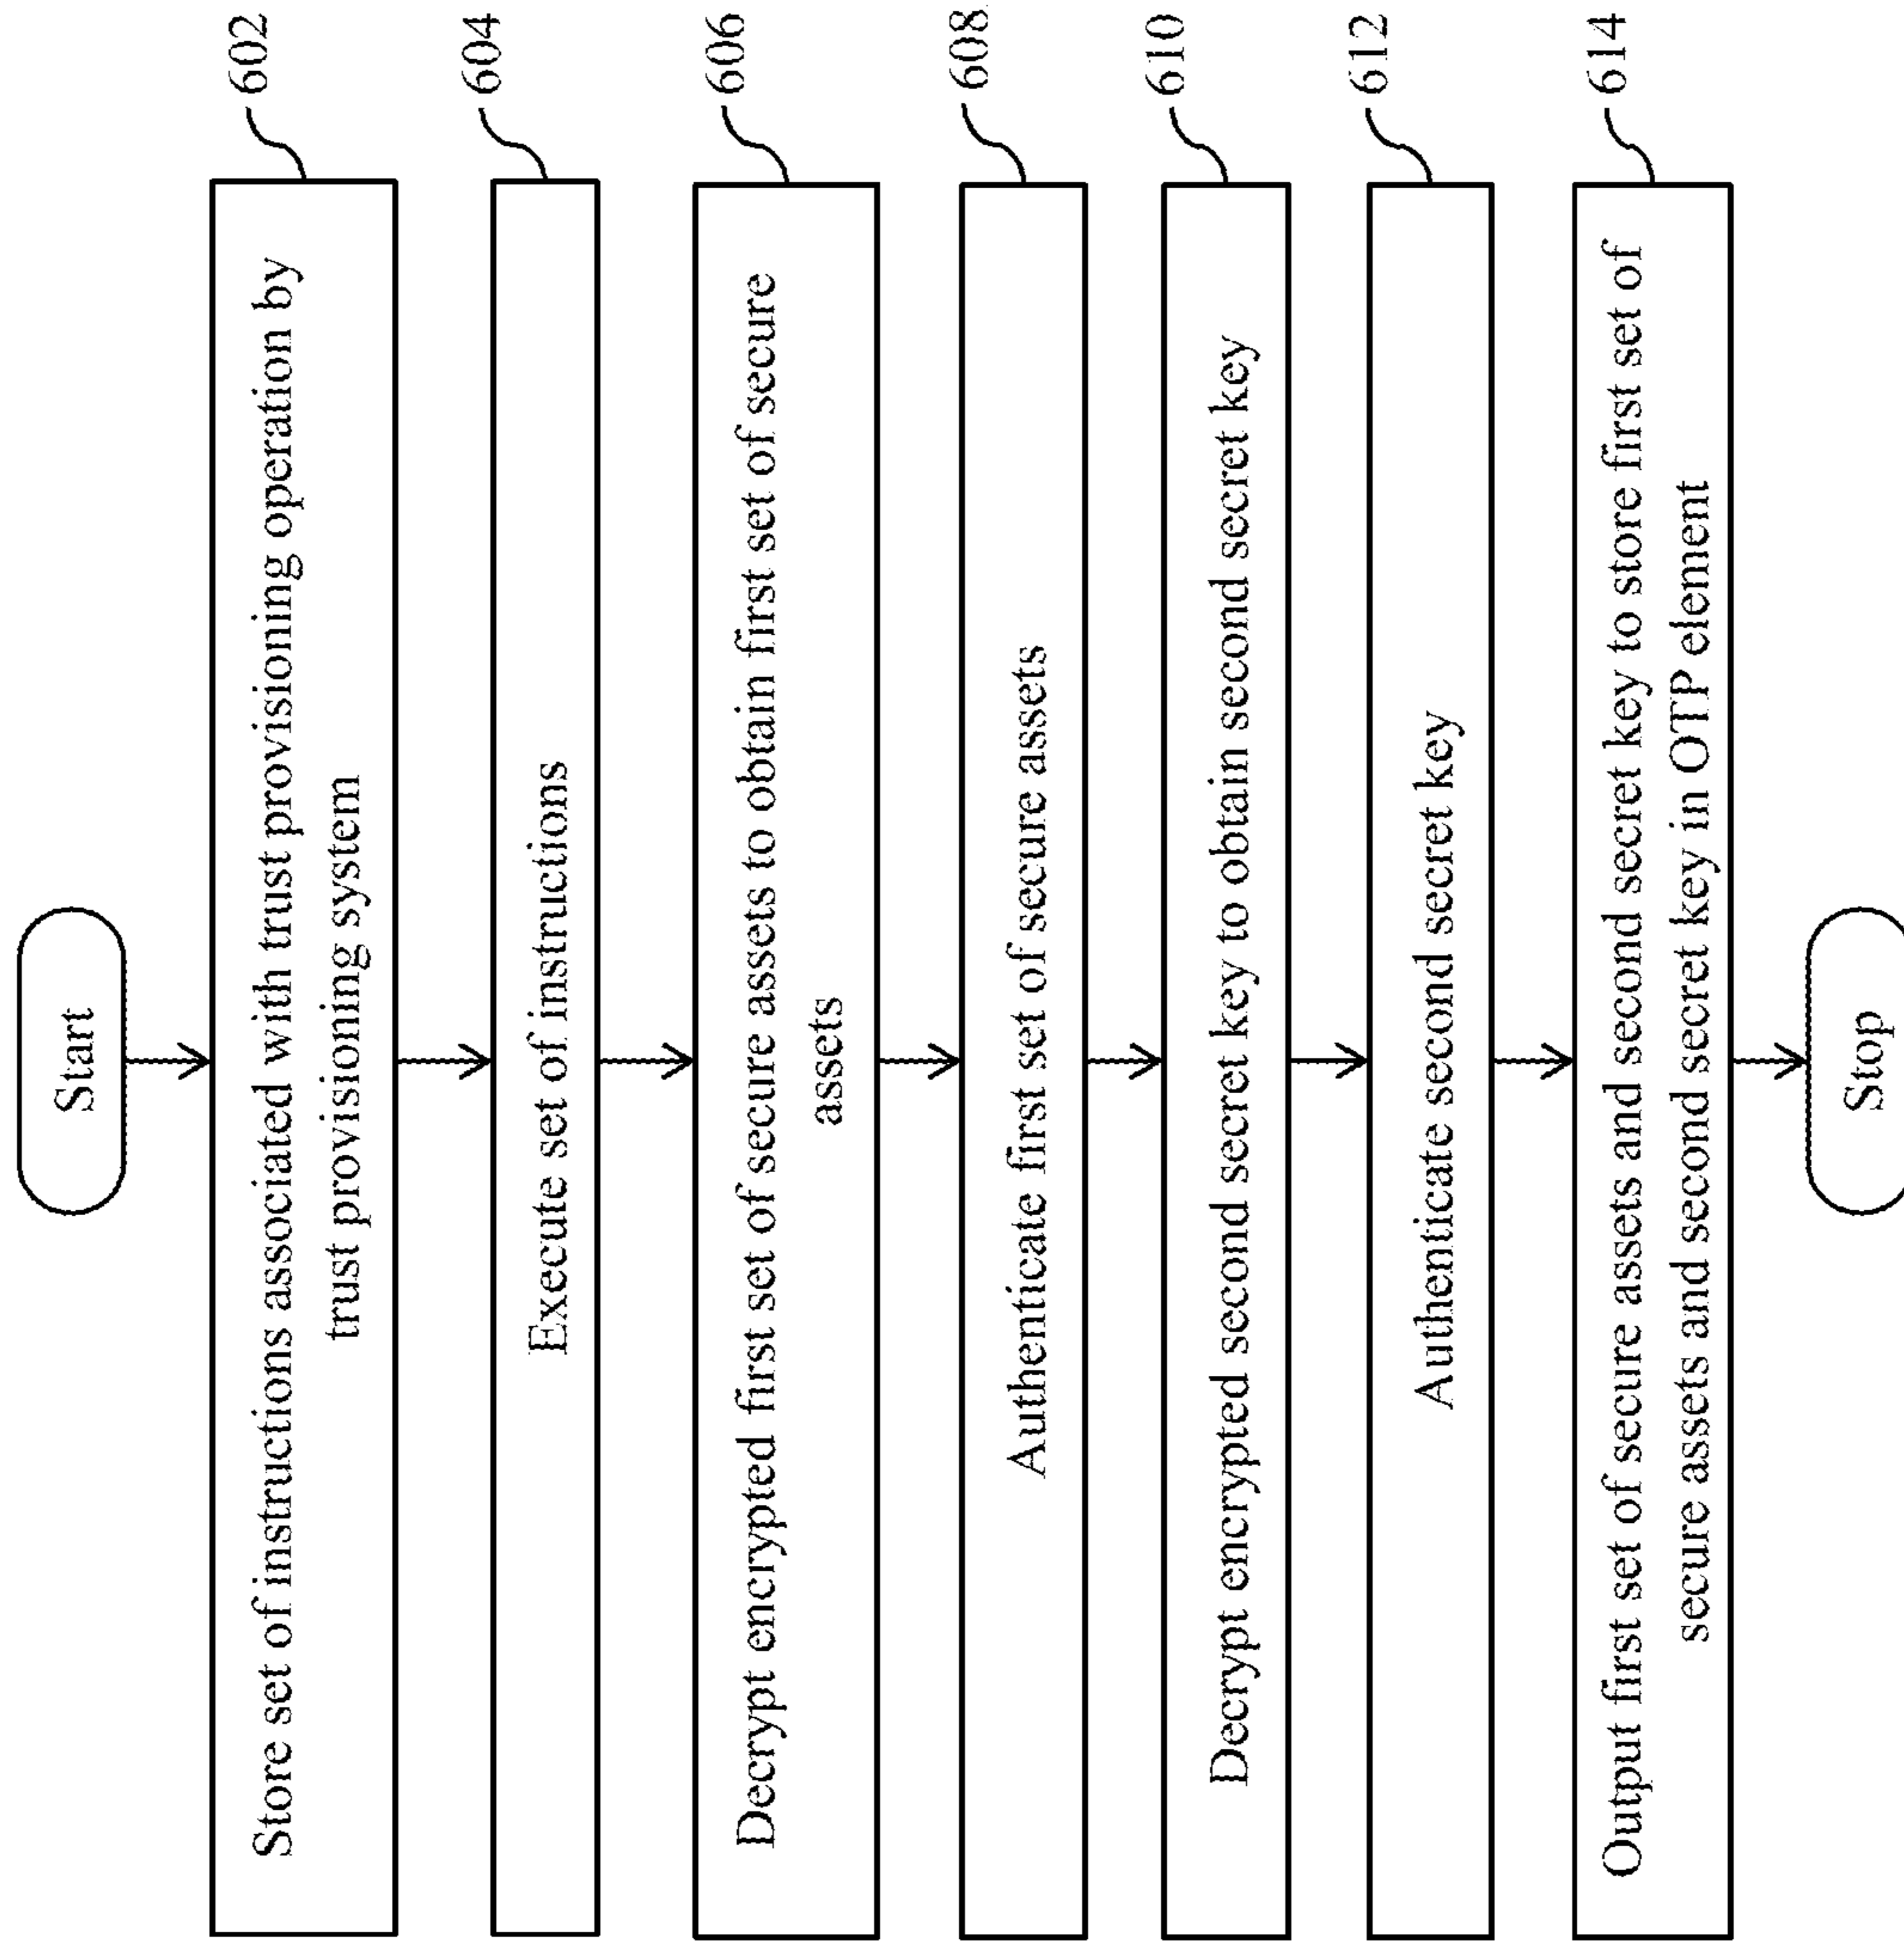 Start
Store set of instructions associated with trust provisioning operation by
trust provisioning system
602
Execute set of instructions
604
Decrypt encrypted first set of secure assets to obtain first set of secure
assets
606
Authenticate first set of secure assets
608
Decrypt encrypted second secret key to obtain second secret key
610
Authenticate second secret key
612
Output first set of secure assets and second secret key to store first set of
secure assets and second secret key in OTP element
614
Stop